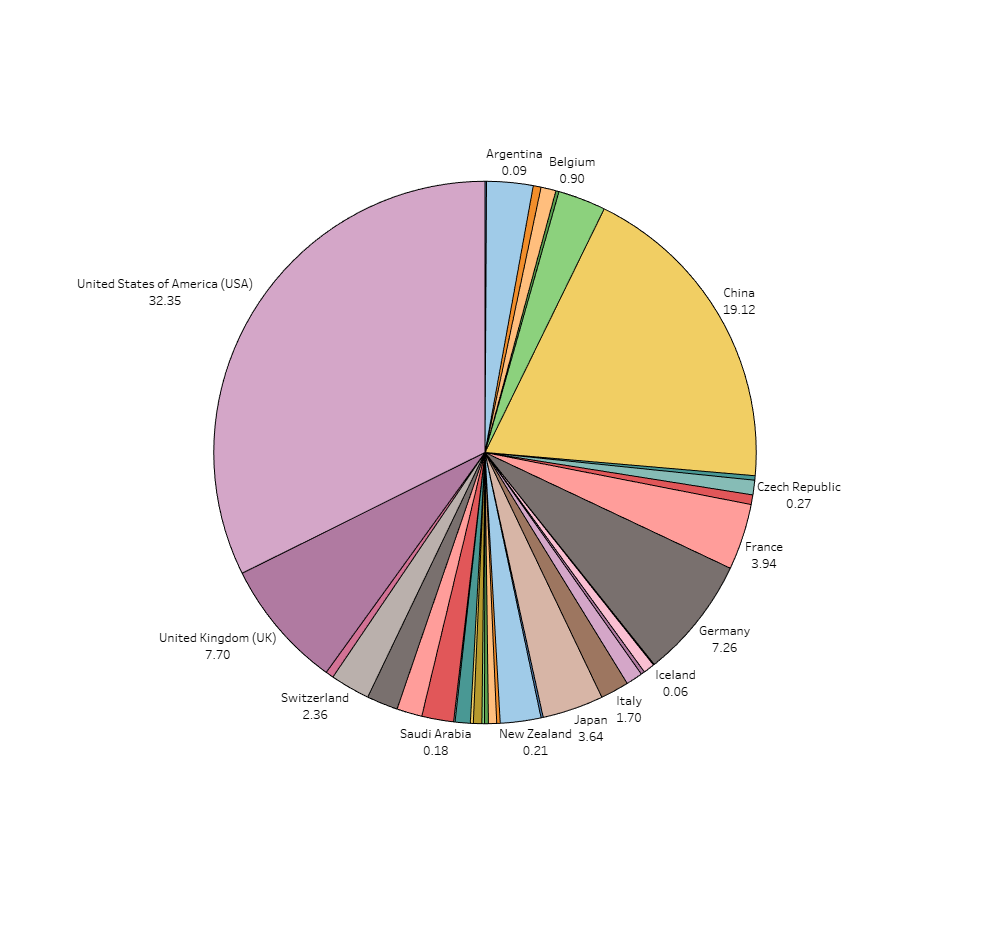 Argentina
0.09
Belgium
0.90
China
19.12
Czech Republic
0.27
France
3.94
Germany
7.26
Iceland
0.06
Italy
1.70
Japan
3.64
New Zealand
0.21
Saudi Arabia
0.18
Switzerland
2.36
United Kingdom (UK)
7.70
United States of America (USA)
32.35